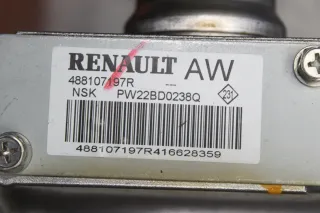 RENAULT AW
488107197R ---
NSK PW22BD0238Q 231
488107197R416628359